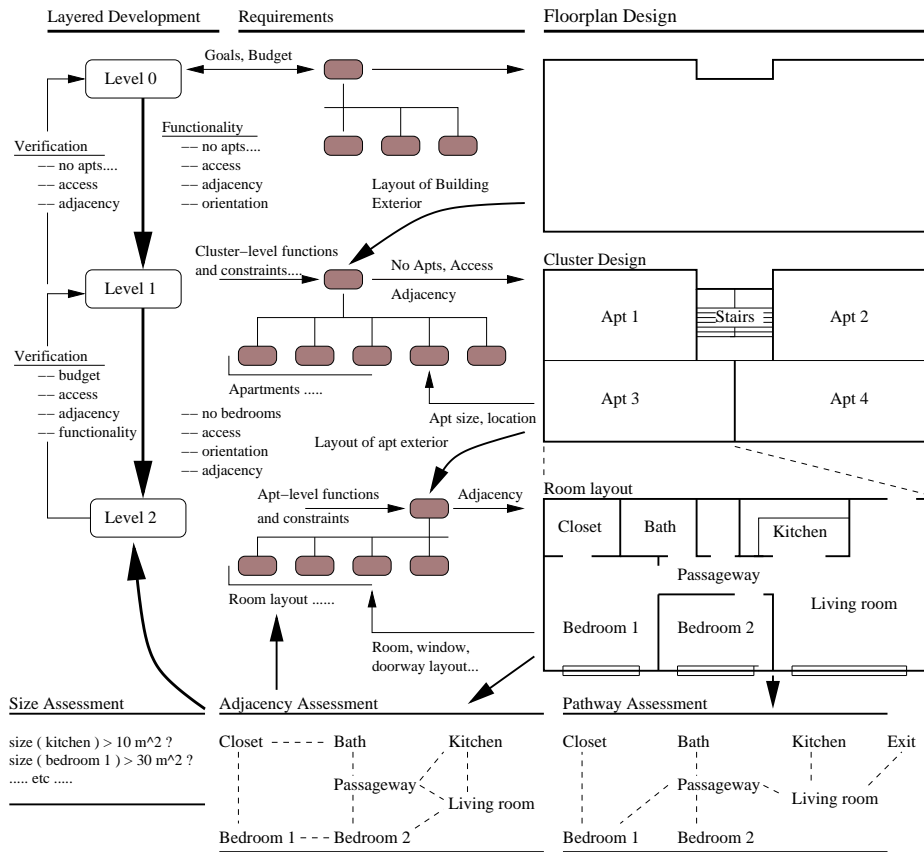 Layered Development
Requirements
Floorplan Design
Level 0
Goals, Budget
Functionality
−− no apts....
−− access
−− adjacency
−− orientation
Verification
−− no apts....
−− access
−− adjacency
Layout of Building
Exterior
Cluster−level functions
and constraints....
No Apts, Access
Adjacency
Cluster Design
Level 1
Apt 1
Stairs
Apt 2
Apt 3
Apt 4
Verification
−− budget
−− access
−− adjacency
−− functionality
Apartments .....
Apt size, location
−− no bedrooms
−− access
−− orientation
−− adjacency
Layout of apt exterior
Level 2
Apt−level functions
and constraints
Adjacency
Room layout
Closet
Bath
Kitchen
Passageway
Living room
Bedroom 1
Bedroom 2
Room layout ......
Room, window,
doorway layout...
Size Assessment
size ( kitchen ) > 10 m^2 ?
size ( bedroom 1 ) > 30 m^2 ?
..... etc .....
Adjacency Assessment
Closet
Bath
Kitchen
Passageway
Living room
Bedroom 1
Bedroom 2
Pathway Assessment
Closet
Bath
Kitchen
Exit
Passageway
Living room
Bedroom 1
Bedroom 2